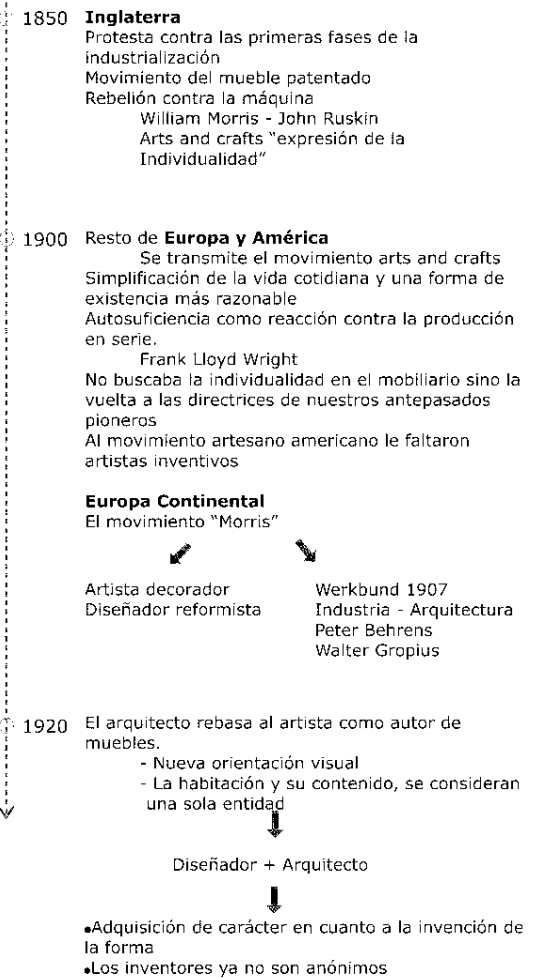 1850 Inglaterra
Protesta contra las primeras fases de la
industrialización
Movimiento del mueble patentado
Rebelión contra la máquina
William Morris - John Ruskin
Arts and crafts "expresión de la
Individualidad"
1900 Resto de Europa y América
Se transmite el movimiento arts and crafts
Simplificación de la vida cotidiana y una forma de
existencia más razonable
Autosuficiencia como reacción contra la producción
en serie.
Frank Lloyd Wright
No buscaba la individualidad en el mobiliario sino la
vuelta a las directrices de nuestros antepasados
pioneros
Al movimiento artesano americano le faltaron
artistas inventivos
Europa Continental
El movimiento "Morris"
Artista decorador
Diseñador reformista
Werkbund 1907
Industria - Arquitectura
Peter Behrens
Walter Gropius
1920 El arquitecto rebasa al artista como autor de
muebles.
- Nueva orientación visual
- La habitación y su contenido, se consideran
una sola entidad
Diseñador + Arquitecto
•Adquisición de carácter en cuanto a la invención de
la forma
•Los inventores ya no son anónimos